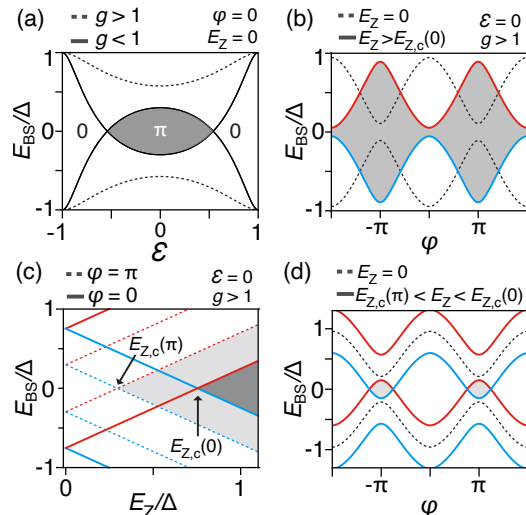 (a)
g > 1
g < 1
φ = 0
E_Z = 0
1
0
-1
E_BS/Δ
0
π
0
-1
0
1
ε
(b)
E_Z = 0
E_Z > E_Z,c(0)
ε = 0
g > 1
1
0
-1
E_BS/Δ
-π
π
φ
(c)
φ = π
φ = 0
ε = 0
g > 1
1
0
-1
E_BS/Δ
E_Z,c(π)
E_Z,c(0)
0
1
E_Z/Δ
(d)
E_Z = 0
E_Z,c(π) < E_Z < E_Z,c(0)
1
0
-1
E_BS/Δ
-π
π
φ